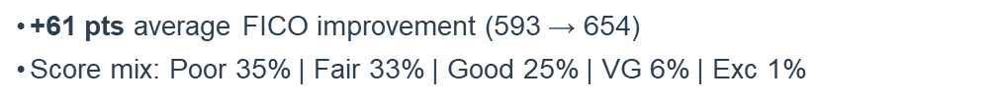 •+61 pts average FICO improvement (593 → 654)
•Score mix: Poor 35% | Fair 33% | Good 25% | VG 6% | Exc 1%